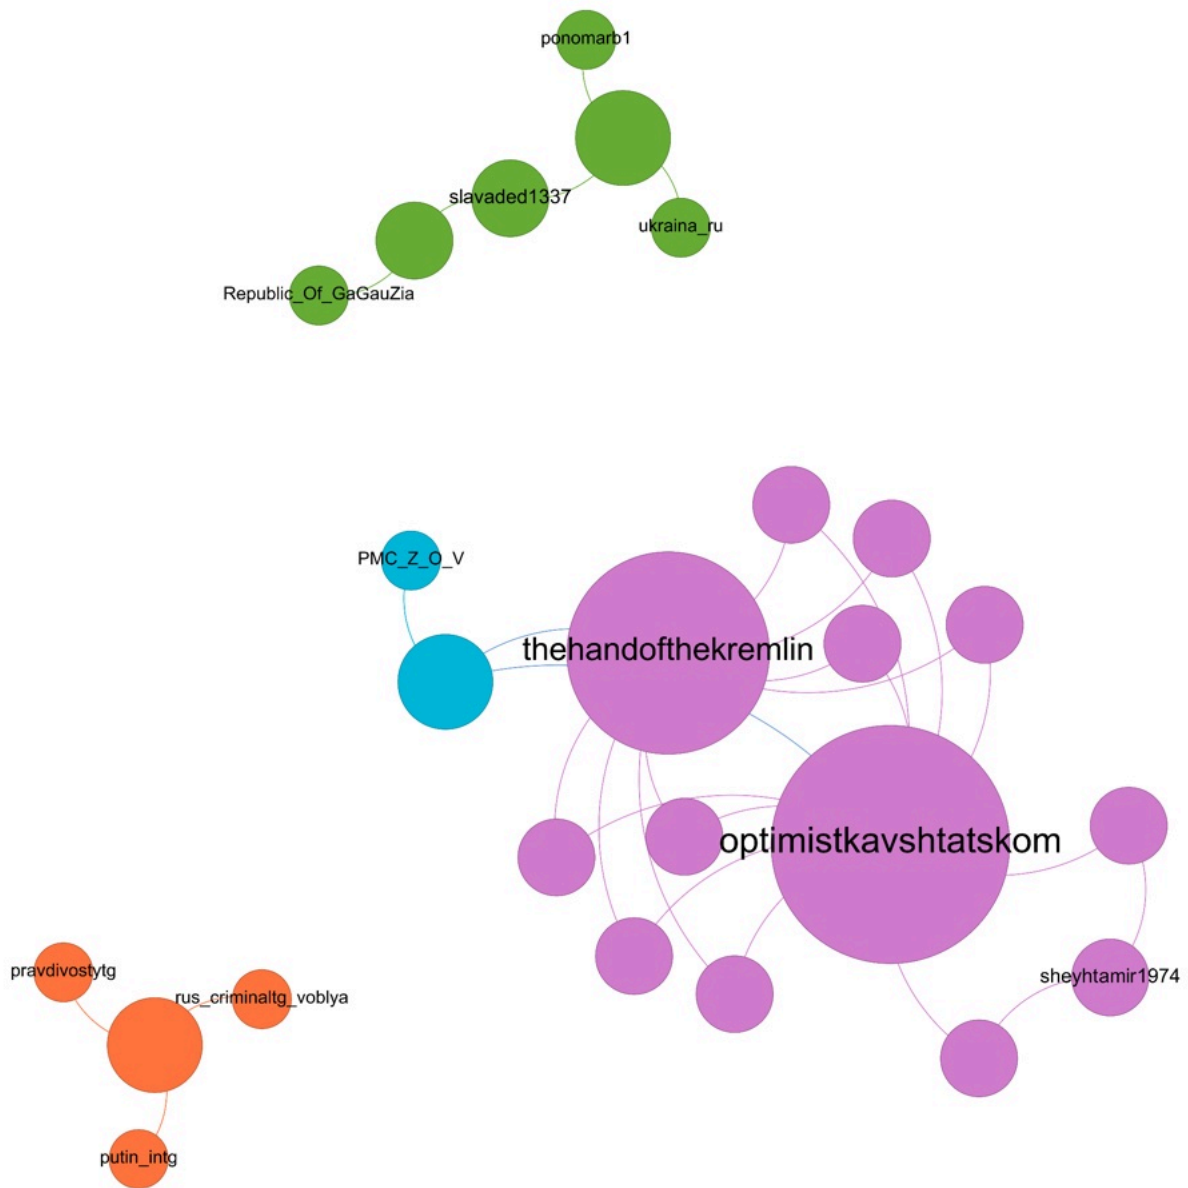 ponomarb1
slavaded1337
ukraina_ru
Republic_Of_GaGauZia
PMC_Z_O_V
thehandofthekremlin
optimistkavshtatskom
sheyhtamir1974
pravdivostytg
rus_criminaltg_voblya
putin_intg